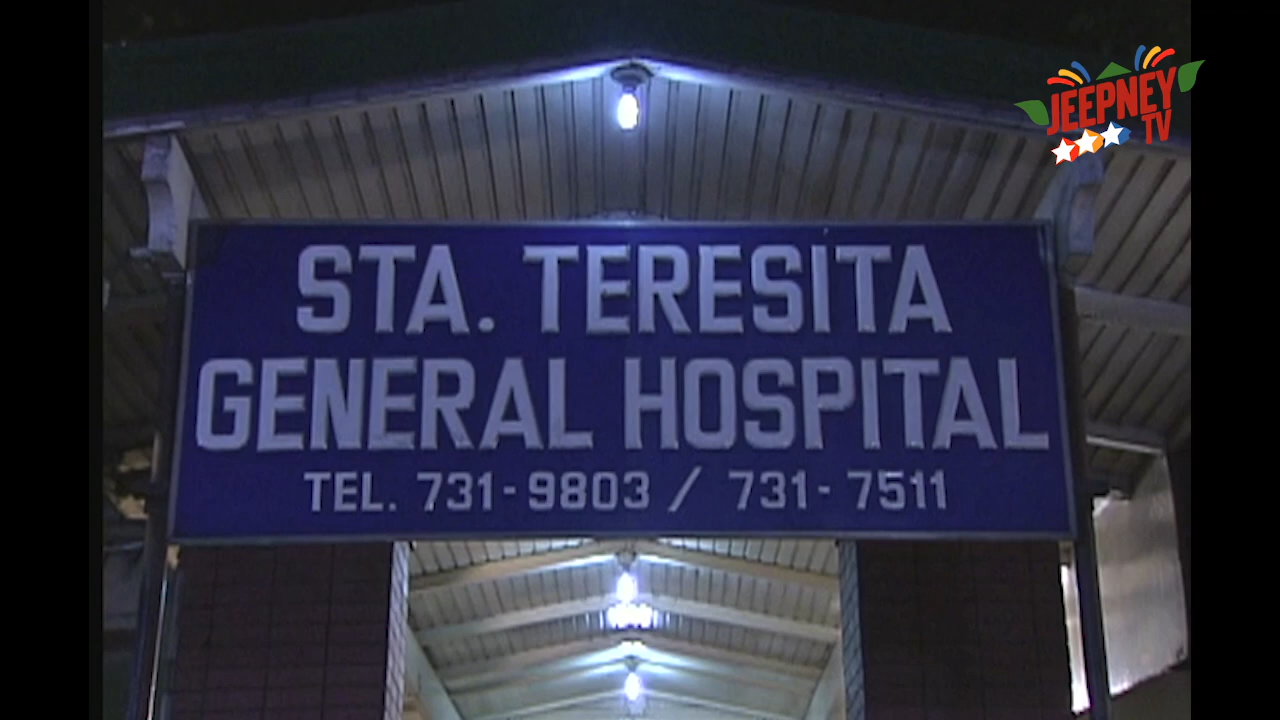 JEEPNEY
TV
STA. TERESITA
GENERAL HOSPITAL
TEL. 731-9803 / 731-7511